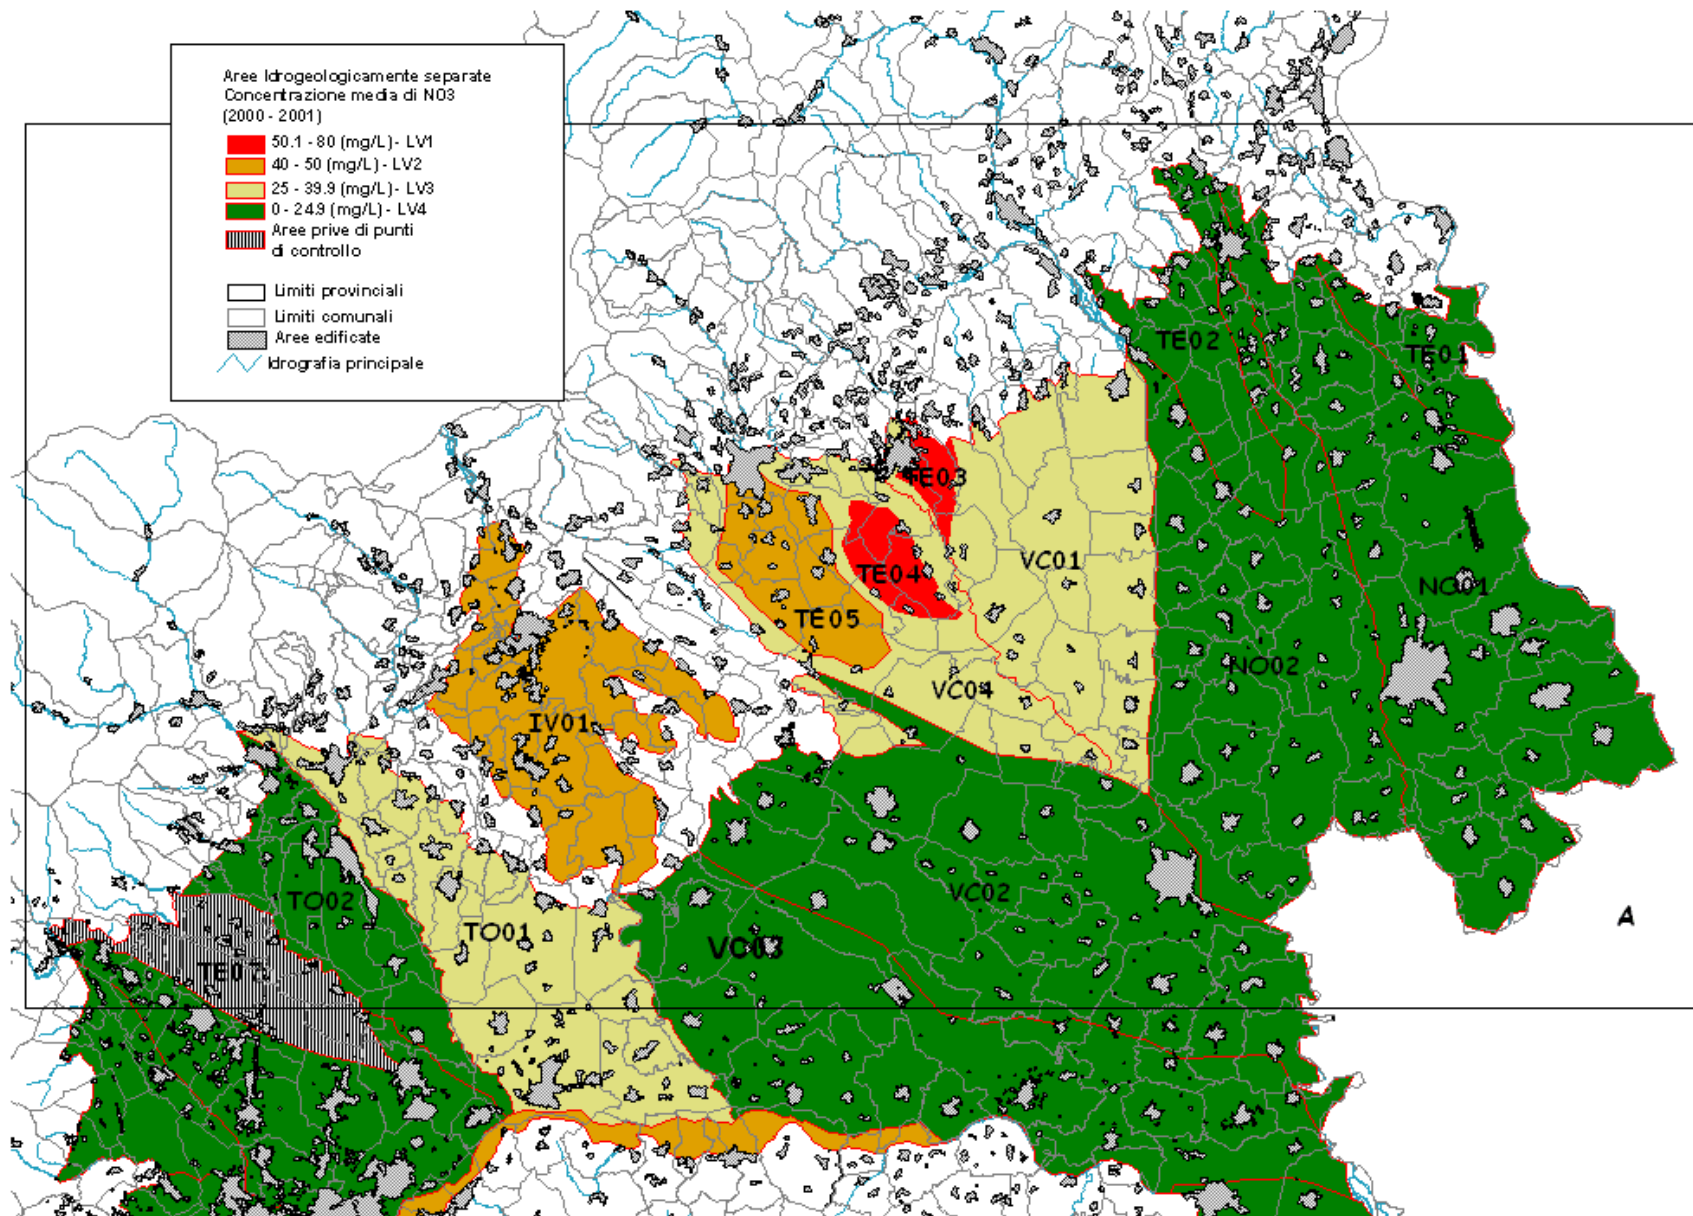 Aree Idrogeologicamente separate
Concentrazione media di NO3
(2000 - 2001)
50.1 - 80 (mg/L) - LV1
40 - 50 (mg/L) - LV2
25 - 39.9 (mg/L) - LV3
0 - 24.9 (mg/L) - LV4
Aree prive di punti
di controllo
Limiti provinciali
Limiti comunali
Aree edificate
Idrografia principale
TE02
TE01
TE03
VC01
TE04
NO01
TE05
NO02
VC04
IV01
VC02
TO02
A
TO01
VC03